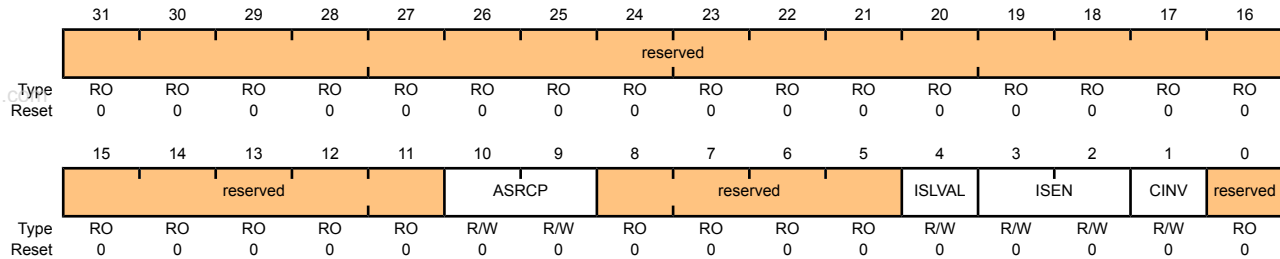 31 30 29 28 27 26 25 24 23 22 21 20 19 18 17 16
reserved
Type RO RO RO RO RO RO RO RO RO RO RO RO RO RO RO RO
.com
Reset 0 0 0 0 0 0 0 0 0 0 0 0 0 0 0 0
15 14 13 12 11 10 9 8 7 6 5 4 3 2 1 0
reserved ASRCP reserved ISLVAL ISEN CINV reserved
Type RO RO RO RO RO R/W R/W RO RO RO RO R/W R/W R/W R/W RO
Reset 0 0 0 0 0 0 0 0 0 0 0 0 0 0 0 0